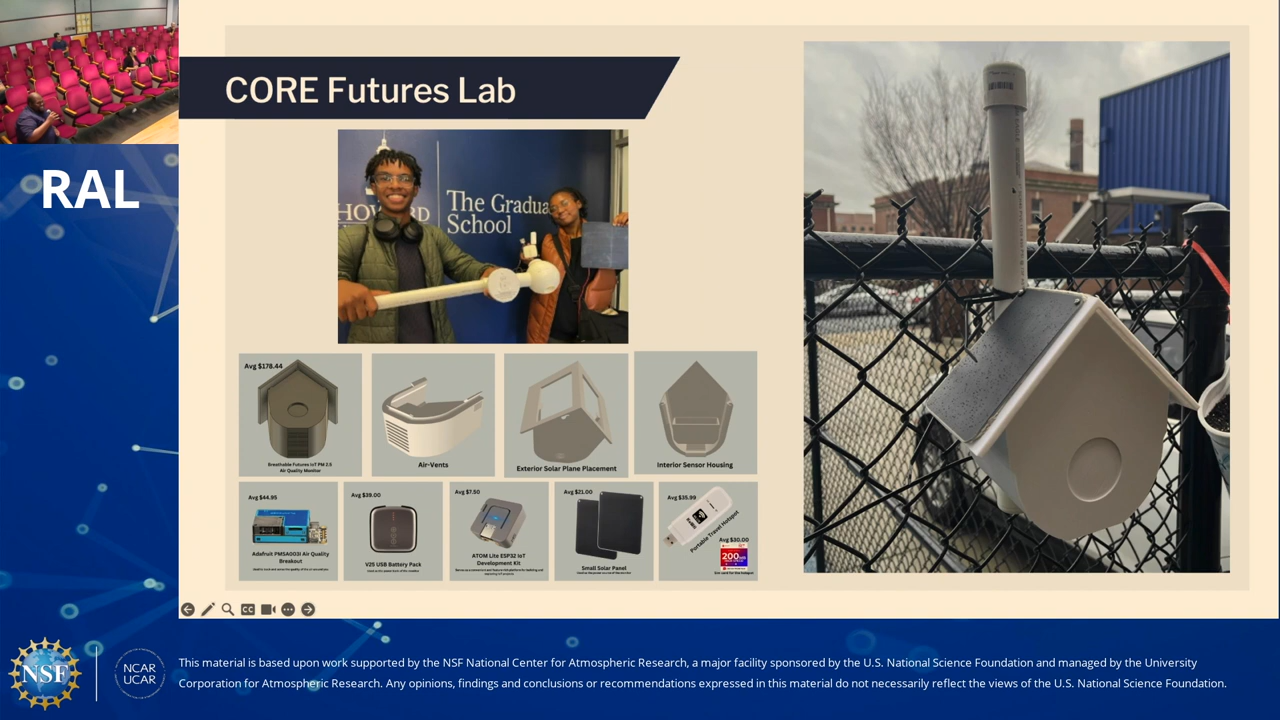 CORE Futures Lab
RAL
HOWARD
The Gradua
School
Avg $178.44
Breathable Futures IoT PM 2.5
Air Quality Monitor
Air-Vents
Exterior Solar Plane Placement
Interior Sensor Housing
Avg $44.95
Adafruit PMSA003I Air Quality
Breakout
Avg $39.00
V25 USB Battery Pack
Avg $7.50
ATOM Lite ESP32 IoT
Development Kit
Avg $21.00
Small Solar Panel
Avg $35.99
Portable Travel Hotspot
Avg $30.00
200
CC
NSF
NCAR
UCAR
This material is based upon work supported by the NSF National Center for Atmospheric Research, a major facility sponsored by the U.S. National Science Foundation and managed by the University
Corporation for Atmospheric Research. Any opinions, findings and conclusions or recommendations expressed in this material do not necessarily reflect the views of the U.S. National Science Foundation.